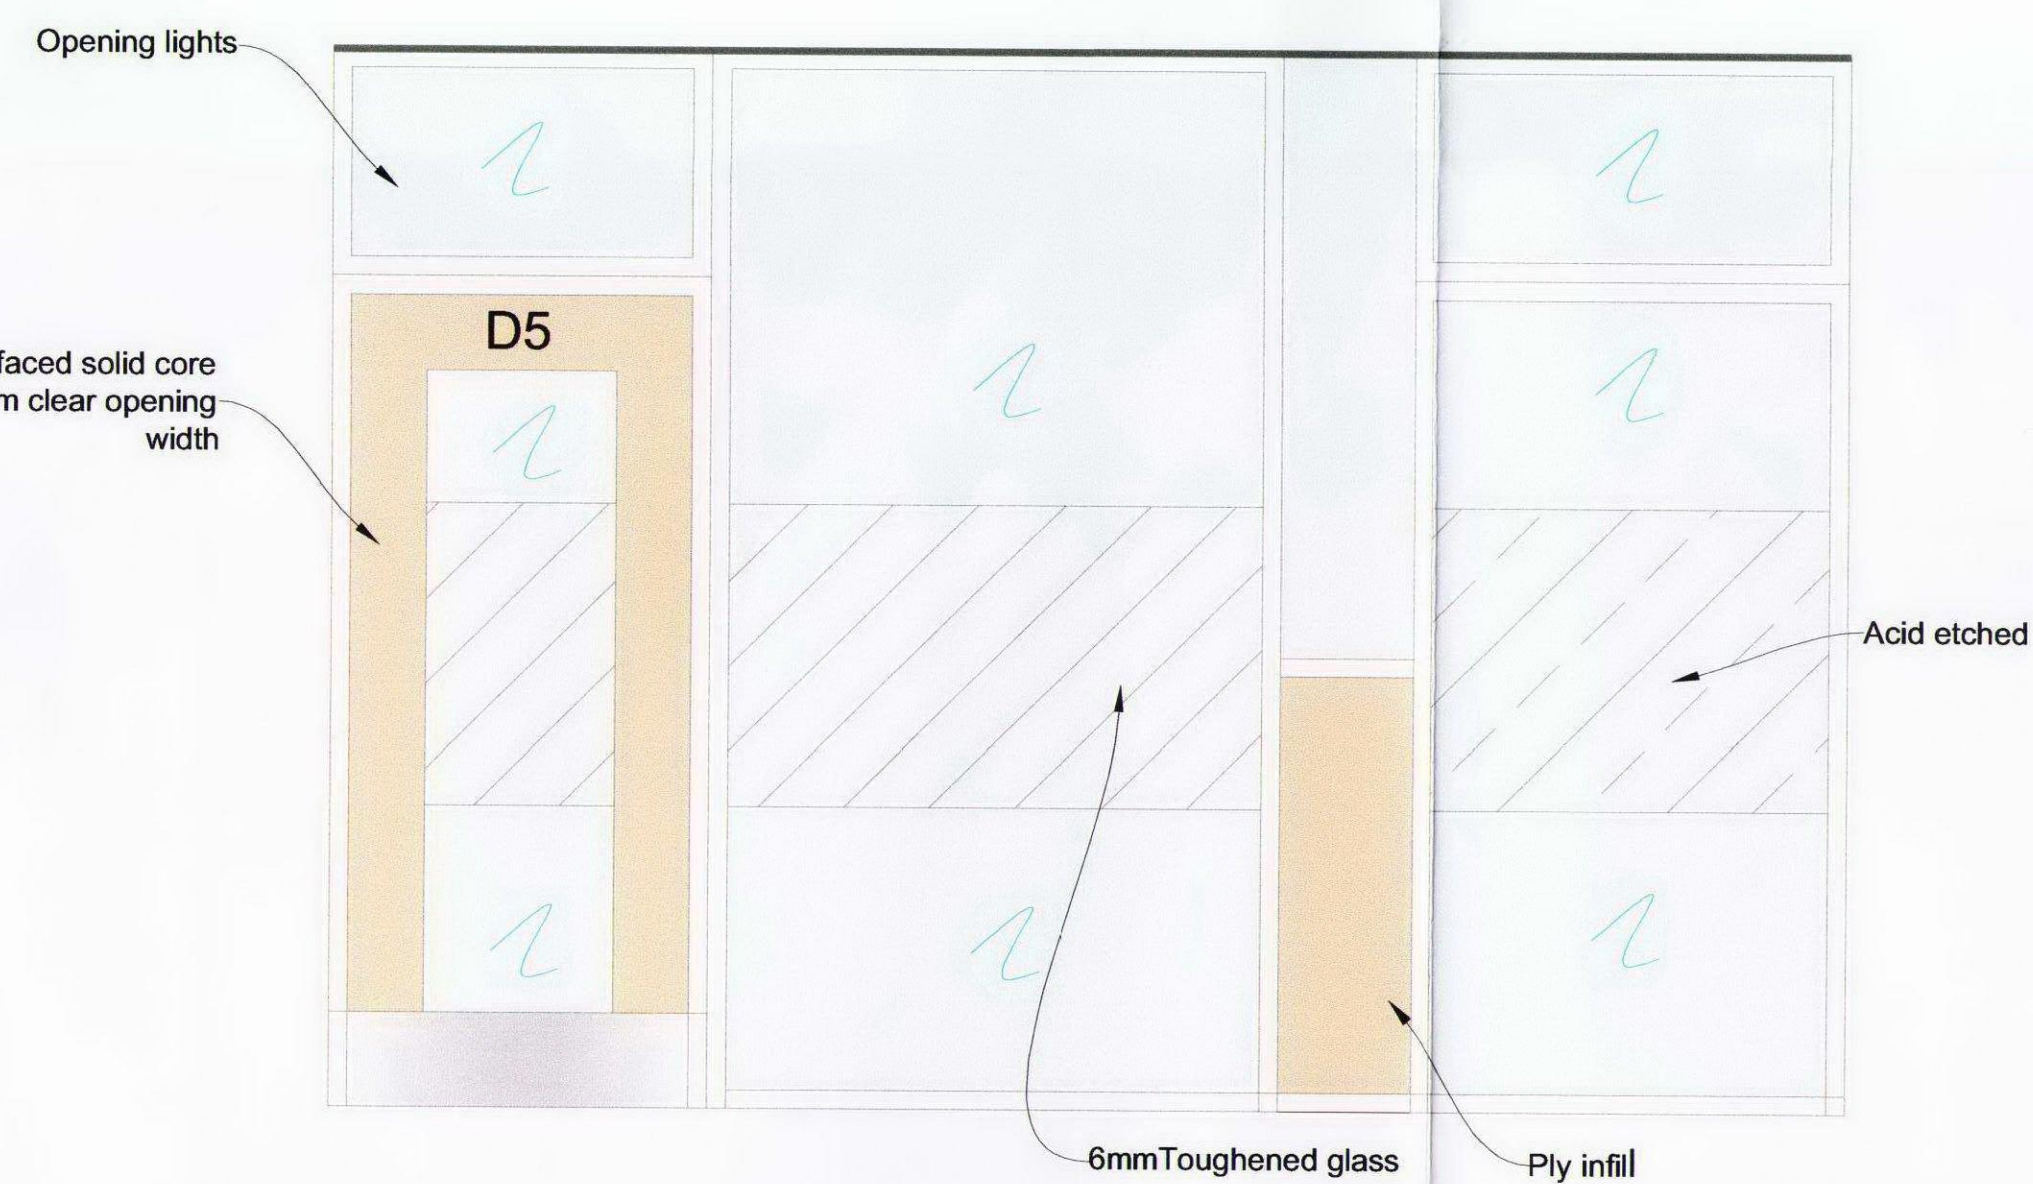 Opening lights
D5
faced solid core
m clear opening
width
Acid etched
6mmToughened glass
Ply infill